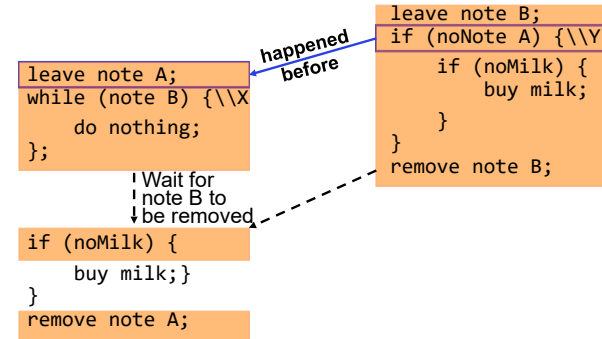 leave note A;
while (note B) {\\X
do nothing;
};
Wait for
note B to
be removed
if (noMilk) {
buy milk;}
}
remove note A;
happened
before
leave note B;
if (noNote A) {\\Y
if (noMilk) {
buy milk;
}
}
remove note B;